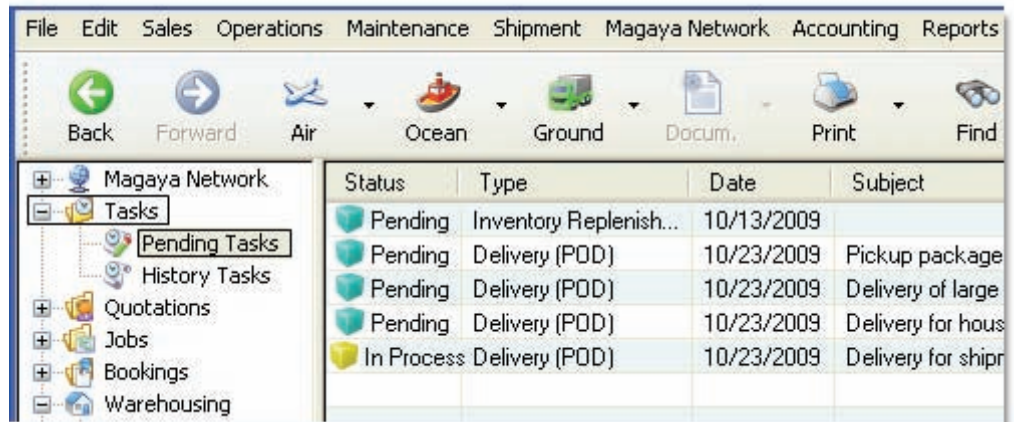 File Edit Sales Operations Maintenance Shipment Magaya Network Accounting Reports
Back Forward Air Ocean Ground Docum. Print Find
Magaya Network
Tasks
Pending Tasks
History Tasks
Quotations
Jobs
Bookings
Warehousing
Status Type Date Subject
Pending Inventory Replenish... 10/13/2009
Pending Delivery (POD) 10/23/2009 Pickup package
Pending Delivery (POD) 10/23/2009 Delivery of large
Pending Delivery (POD) 10/23/2009 Delivery for hous
In Process Delivery (POD) 10/23/2009 Delivery for shipr